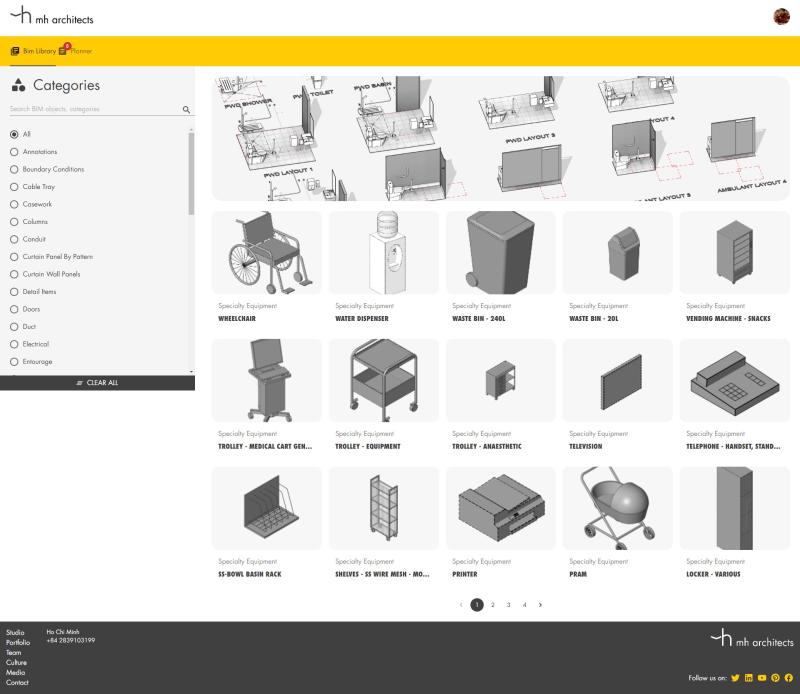 mh architects
Bim Library
0
Planner
Categories
Search BIM objects, categories
All
Annotations
Boundary Conditions
Cable Tray
Casework
Columns
Conduit
Curtain Panel By Pattern
Curtain Wall Panels
Detail Items
Doors
Duct
Electrical
Entourage
CLEAR ALL
PWD SHOWER
TOILET
PWD BASIN
PWD LAYOUT 1
PWD LAYOUT 3
LAYOUT 4
LAYOUT 3
AMBULANT LAYOUT 4
Specialty Equipment
WHEELCHAIR
Specialty Equipment
WATER DISPENSER
Specialty Equipment
WASTE BIN - 240L
Specialty Equipment
WASTE BIN - 20L
Specialty Equipment
VENDING MACHINE - SNACKS
Specialty Equipment
TROLLEY - MEDICAL CART GEN...
Specialty Equipment
TROLLEY - EQUIPMENT
Specialty Equipment
TROLLEY - ANAESTHETIC
Specialty Equipment
TELEVISION
Specialty Equipment
TELEPHONE - HANDSET, STAND...
Specialty Equipment
SS-BOWL BASIN RACK
Specialty Equipment
SHELVES - SS WIRE MESH - MO...
Specialty Equipment
PRINTER
Specialty Equipment
PRAM
Specialty Equipment
LOCKER - VARIOUS
‹ 1 2 3 4 ›
Studio
Portfolio
Team
Culture
Media
Contact
Ho Chi Minh
+84 2839103199
mh architects
Follow us on: